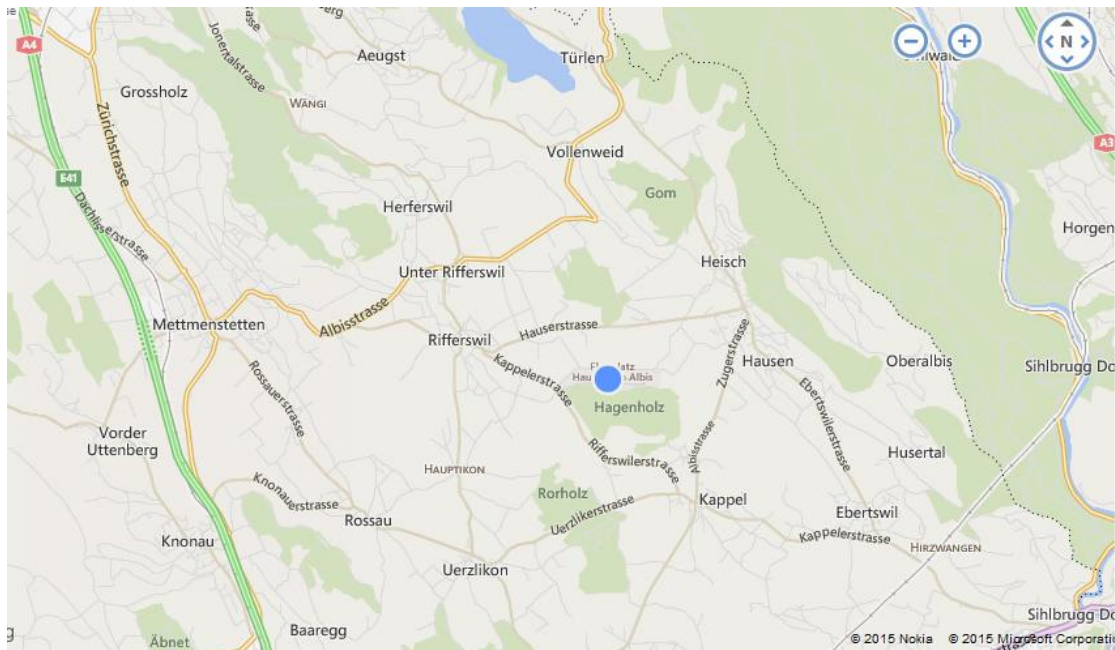 A4
Aeugst
Türlen
N
Jonentalstrasse
Grossholz
WÄNGI
Zürichstrasse
A3
Vollenweid
E41
Gom
Dachlisserstrasse
Herferswil
Horgen
Heisch
Unter Rifferswil
Albisstrasse
Mettmenstetten
Hauserstrasse
Rifferswil
Zugerstrasse
Hausen
Oberalbis
Sihlbrugg Do
Kappelerstrasse
Albis
Hagenholz
Rossauerstrasse
Ebertswilerstrasse
Vorder
Uttenberg
Albisstrasse
Husertal
Rifferswilerstrasse
HAUPTIKON
Knonauerstrasse
Rorholz
Kappel
Uerzlikerstrasse
Ebertswil
Rossau
Kappelerstrasse
Knonau
HIRZWANGEN
Uerzlikon
Sihlbrugg Do
Baaregg
Äbnet
© 2015 Nokia © 2015 Microsoft Corporati